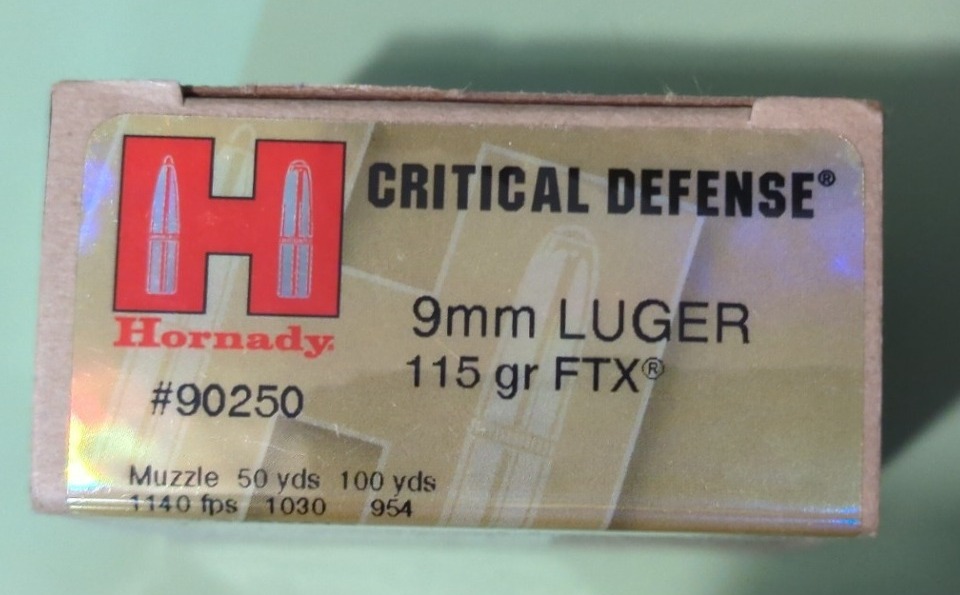 CRITICAL DEFENSE®
Hornady.
9mm LUGER
115 gr FTX®
#90250
Muzzle 50 yds 100 yds
1140 fps 1030 954